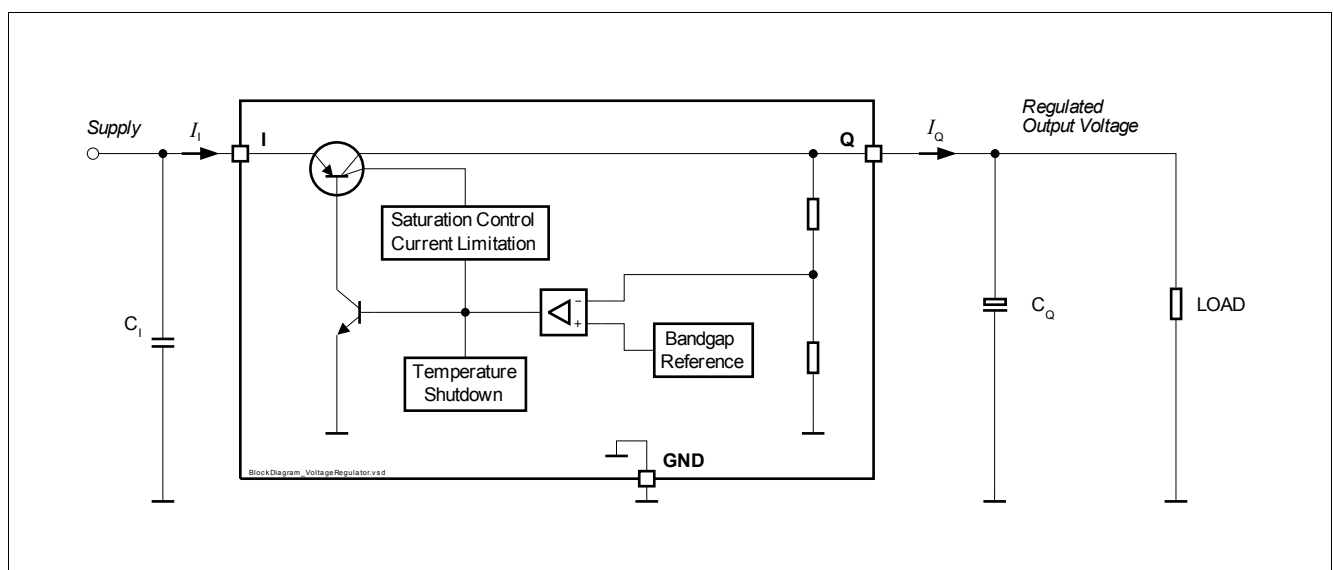 Supply
I_I
I
Q
I_Q
Regulated
Output Voltage
Saturation Control
Current Limitation
C_I
−
+
Bandgap
Reference
Temperature
Shutdown
C_Q
LOAD
GND
BlockDiagram_VoltageRegulator.vsd